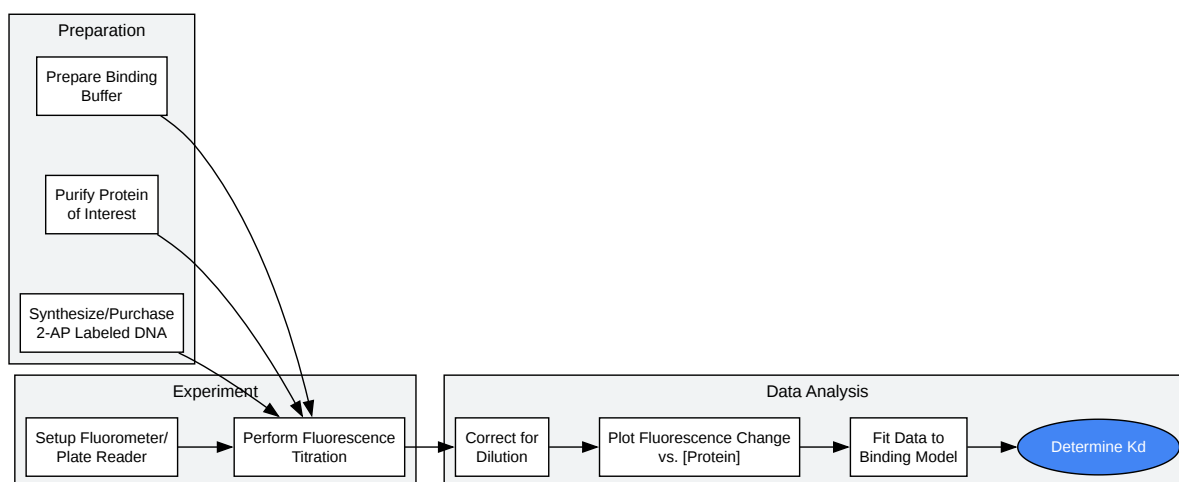 Preparation
Prepare Binding
Buffer
Purify Protein
of Interest
Synthesize/Purchase
2-AP Labeled DNA
Experiment
Setup Fluorometer/
Plate Reader
Perform Fluorescence
Titration
Data Analysis
Correct for
Dilution
Plot Fluorescence Change
vs. [Protein]
Fit Data to
Binding Model
Determine Kd